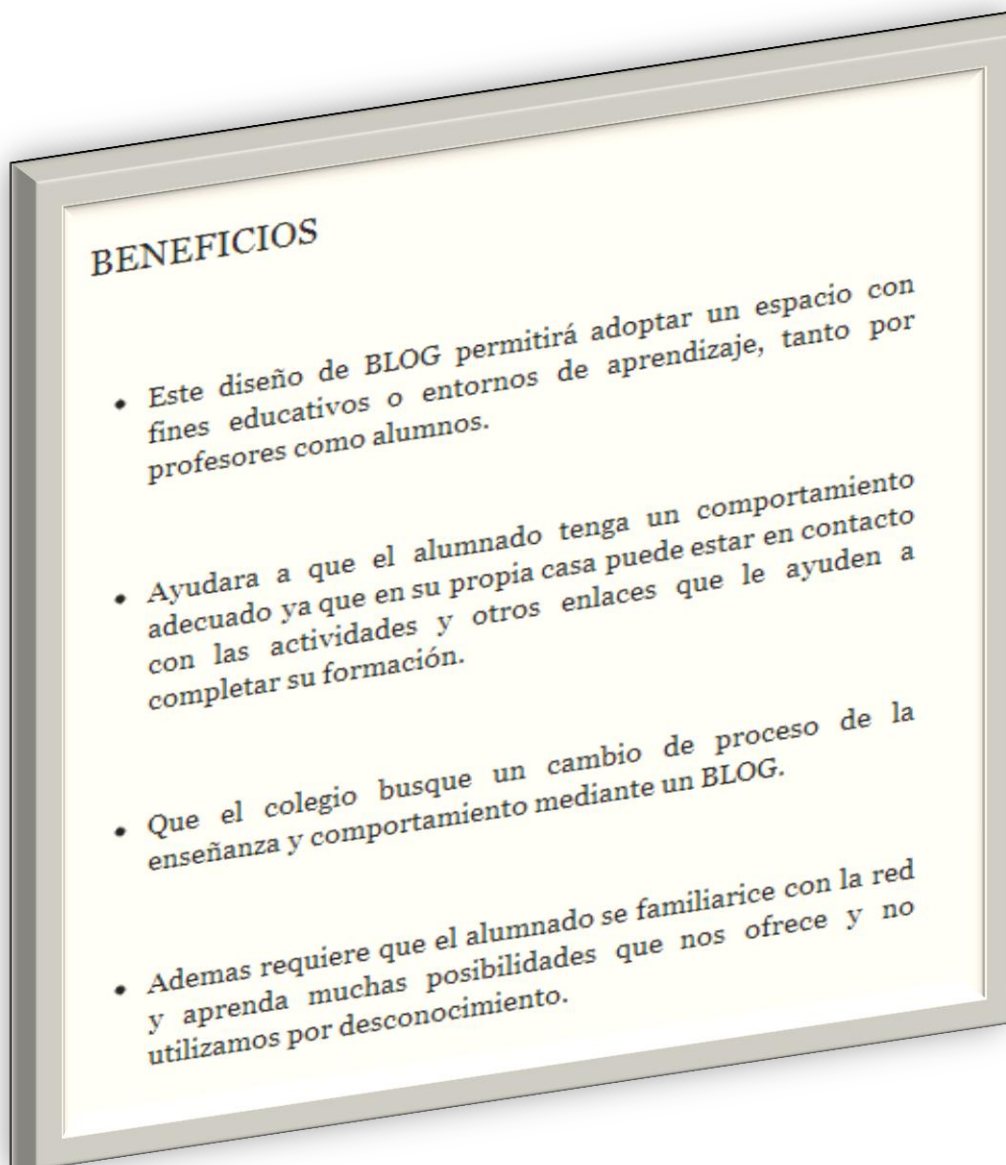 BENEFICIOS
• Este diseño de BLOG permitirá adoptar un espacio con
fines educativos o entornos de aprendizaje, tanto por
profesores como alumnos.
• Ayudara a que el alumnado tenga un comportamiento
adecuado ya que en su propia casa puede estar en contacto
con las actividades y otros enlaces que le ayuden a
completar su formación.
• Que el colegio busque un cambio de proceso de la
enseñanza y comportamiento mediante un BLOG.
• Ademas requiere que el alumnado se familiarice con la red
y aprenda muchas posibilidades que nos ofrece y no
utilizamos por desconocimiento.